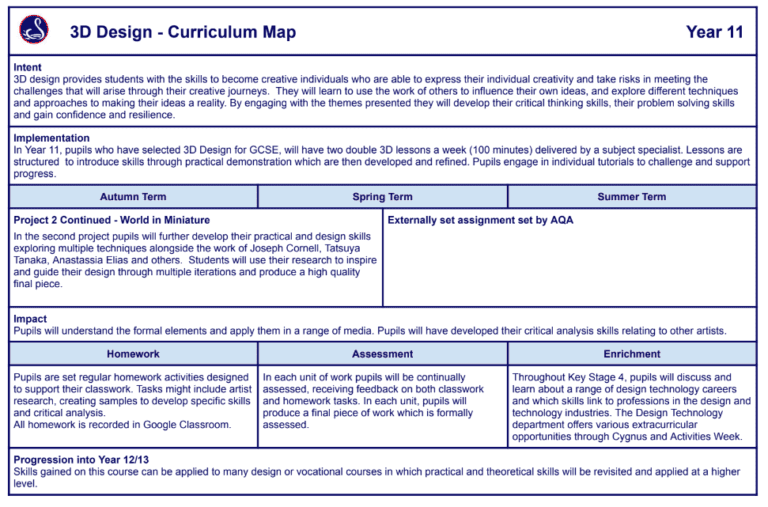 3D Design - Curriculum Map
Year 11
Intent
3D design provides students with the skills to become creative individuals who are able to express their individual creativity and take risks in meeting the
challenges that will arise through their creative journeys.  They will learn to use the work of others to influence their own ideas, and explore different techniques
and approaches to making their ideas a reality. By engaging with the themes presented they will develop their critical thinking skills, their problem solving skills
and gain confidence and resilience.
Implementation
In Year 11, pupils who have selected 3D Design for GCSE, will have two double 3D lessons a week (100 minutes) delivered by a subject specialist. Lessons are
structured  to introduce skills through practical demonstration which are then developed and refined. Pupils engage in individual tutorials to challenge and support
progress.
Autumn Term
Spring Term
Summer Term
Project 2 Continued - World in Miniature
In the second project pupils will further develop their practical and design skills
exploring multiple techniques alongside the work of Joseph Cornell, Tatsuya
Tanaka, Anastassia Elias and others.  Students will use their research to inspire
and guide their design through multiple iterations and produce a high quality
final piece.
Externally set assignment set by AQA
Impact
Pupils will understand the formal elements and apply them in a range of media. Pupils will have developed their critical analysis skills relating to other artists.
Homework
Assessment
Enrichment
Pupils are set regular homework activities designed
to support their classwork. Tasks might include artist
research, creating samples to develop specific skills
and critical analysis.
All homework is recorded in Google Classroom.
In each unit of work pupils will be continually
assessed, receiving feedback on both classwork
and homework tasks. In each unit, pupils will
produce a final piece of work which is formally
assessed.
Throughout Key Stage 4, pupils will discuss and
learn about a range of design technology careers
and which skills link to professions in the design and
technology industries. The Design Technology
department offers various extracurricular
opportunities through Cygnus and Activities Week.
Progression into Year 12/13
Skills gained on this course can be applied to many design or vocational courses in which practical and theoretical skills will be revisited and applied at a higher
level.